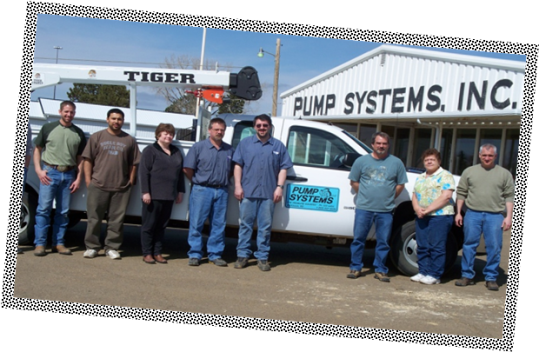 TIGER
PUMP SYSTEMS, INC.
PUMP
SYSTEMS